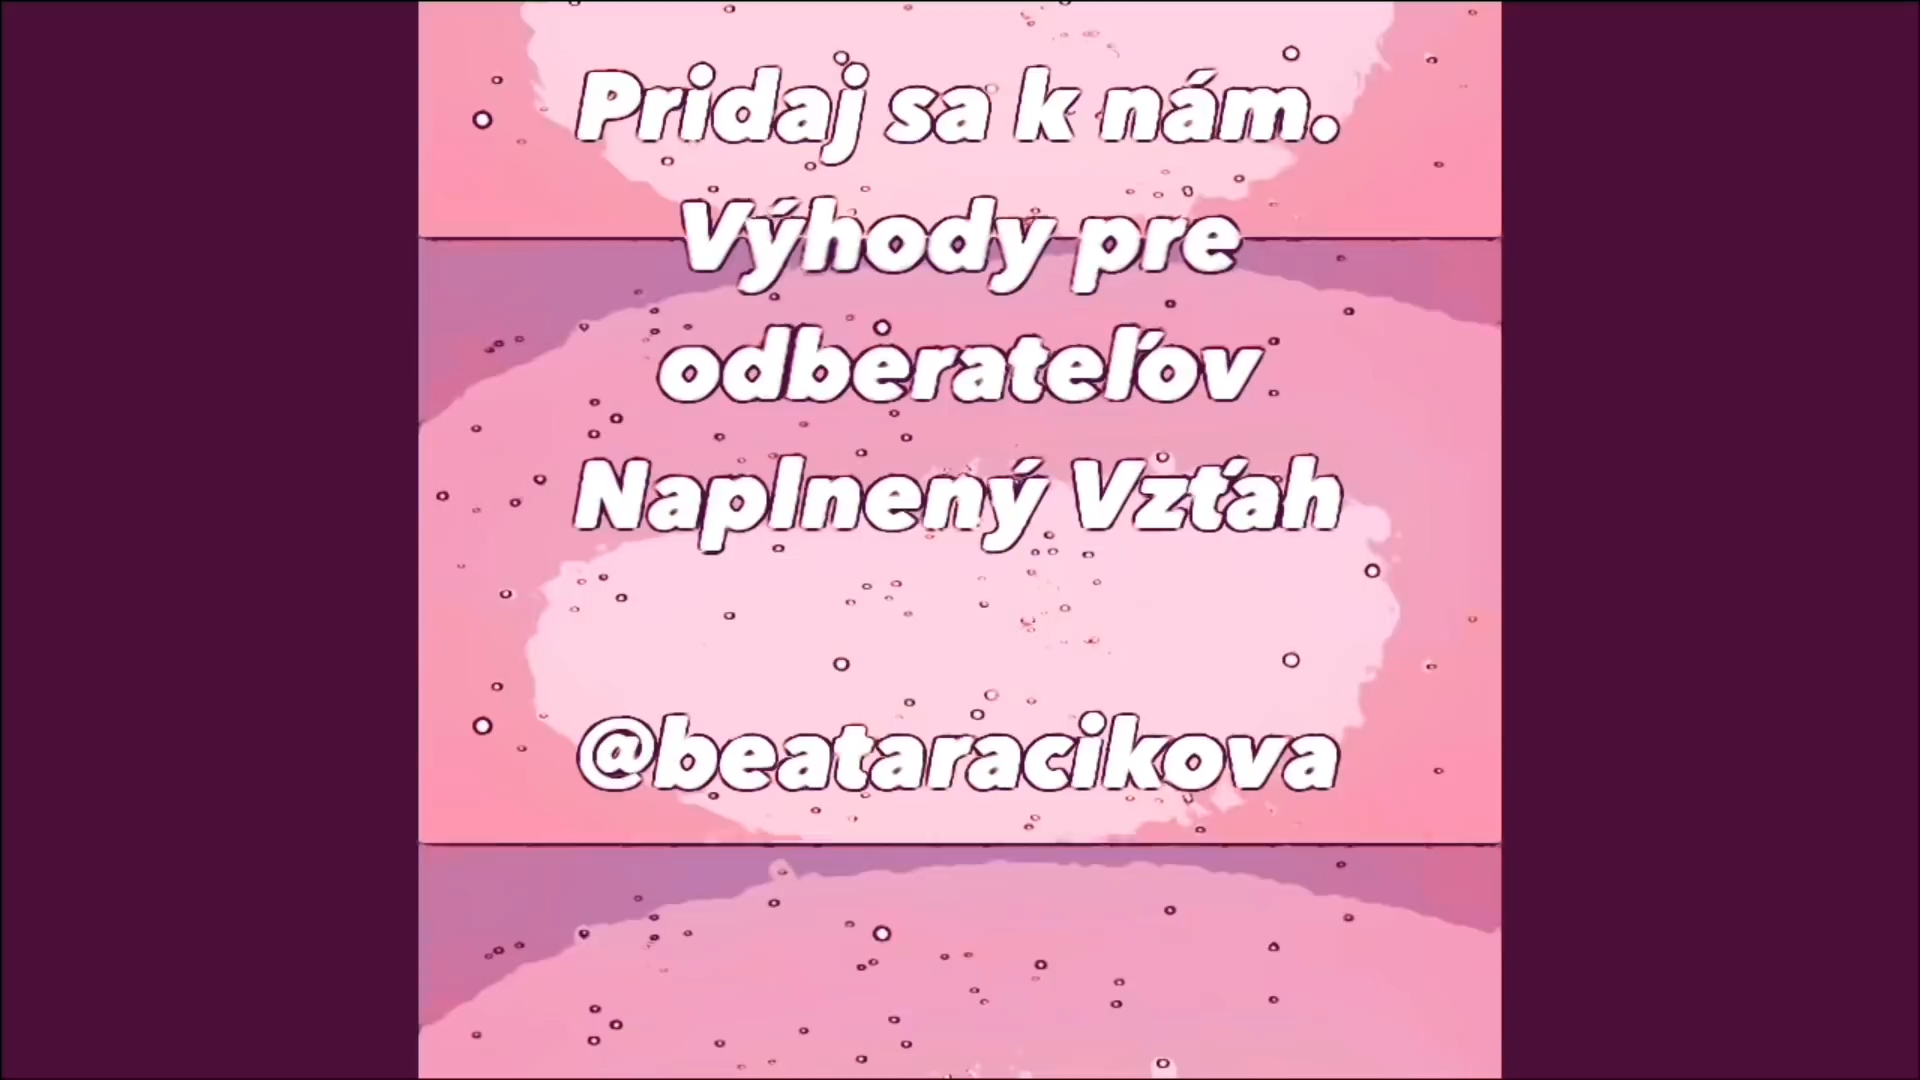 Pridaj sa k nám.
Výhody pre
odberateľov
Naplnený Vzťah
@beataracikova